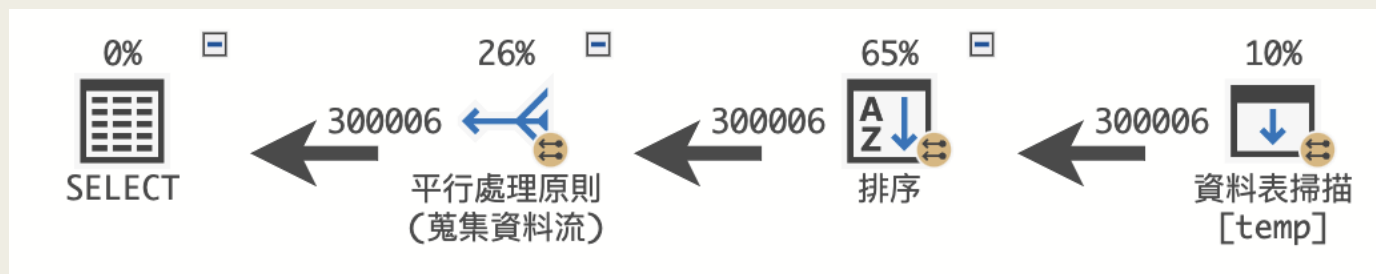 0%
SELECT
300006
26%
平行處理原則
(蒐集資料流)
300006
65%
A
Z
排序
300006
10%
資料表掃描
[temp]